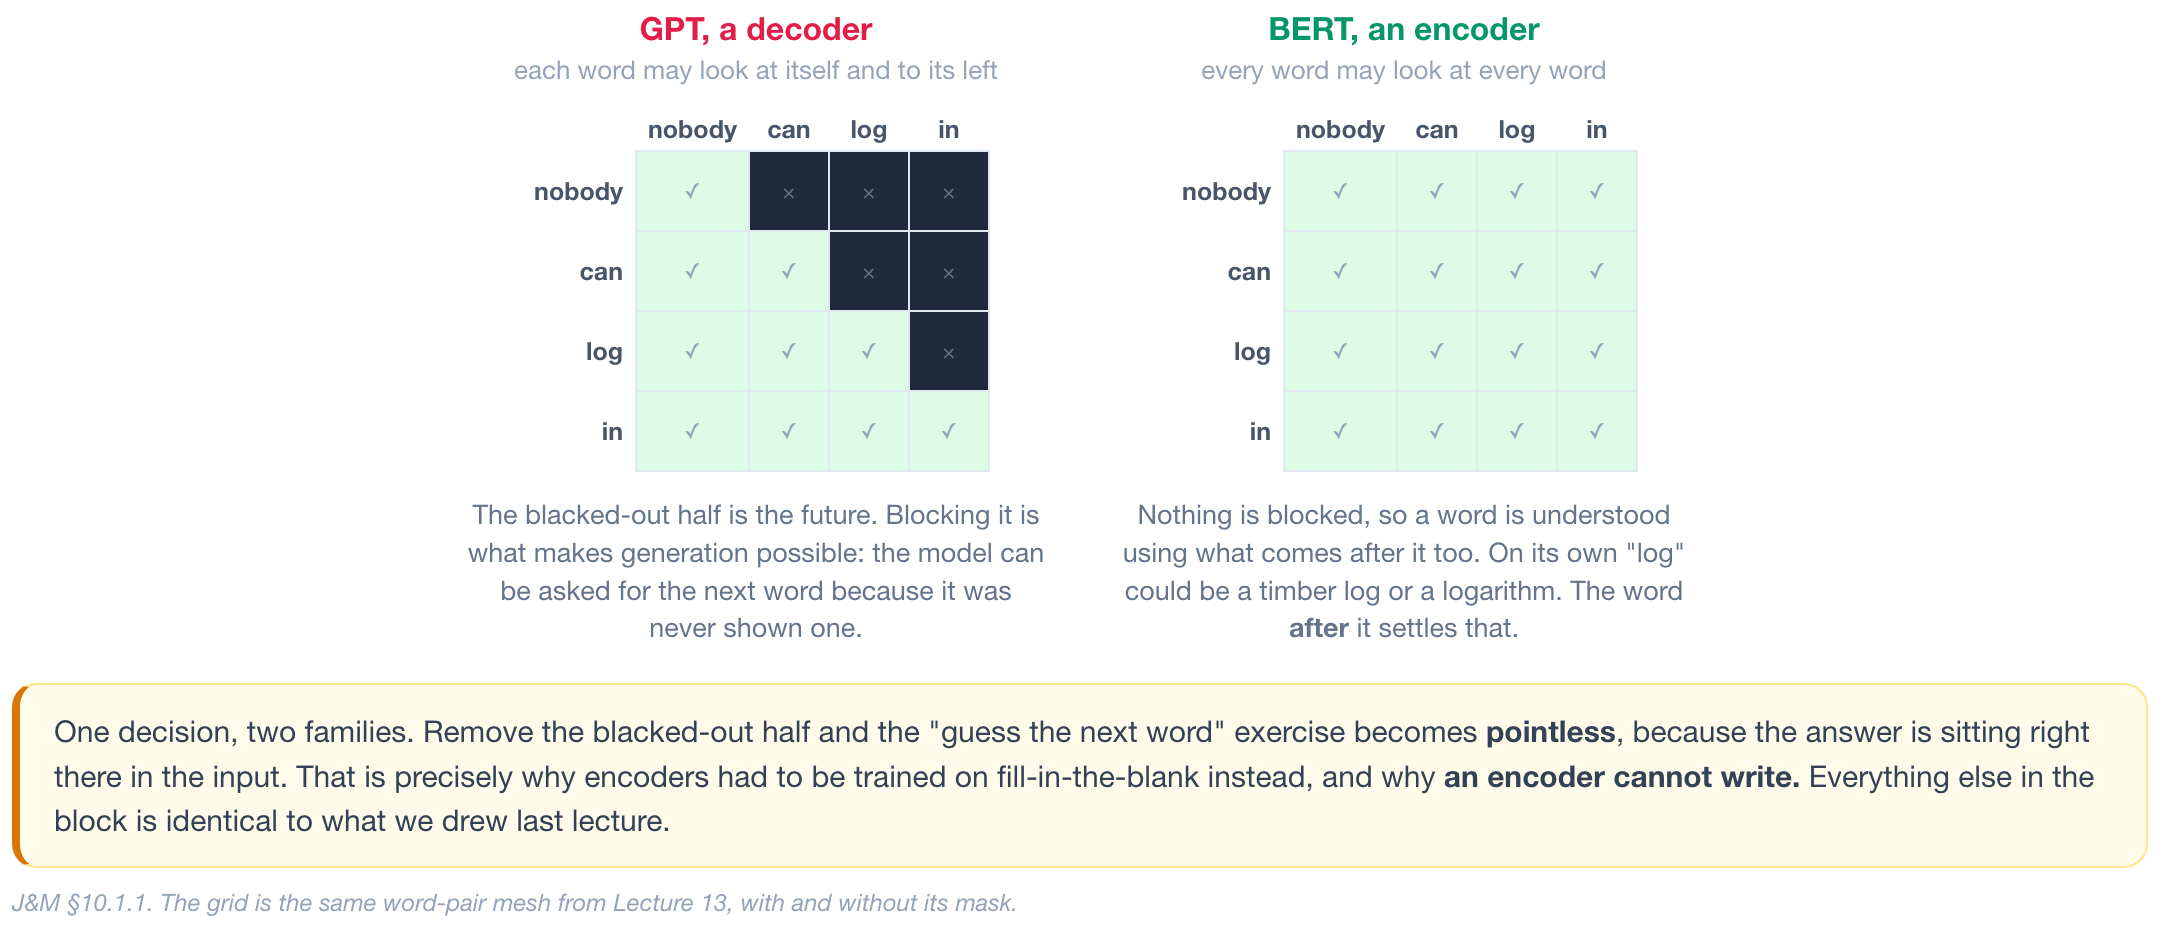 GPT, a decoder
each word may look at itself and to its left
nobody can log in
nobody ✓ × × ×
can ✓ ✓ × ×
log ✓ ✓ ✓ ×
in ✓ ✓ ✓ ✓
The blacked-out half is the future. Blocking it is
what makes generation possible: the model can
be asked for the next word because it was
never shown one.
BERT, an encoder
every word may look at every word
nobody can log in
nobody ✓ ✓ ✓ ✓
can ✓ ✓ ✓ ✓
log ✓ ✓ ✓ ✓
in ✓ ✓ ✓ ✓
Nothing is blocked, so a word is understood
using what comes after it too. On its own "log"
could be a timber log or a logarithm. The word
after it settles that.
One decision, two families. Remove the blacked-out half and the "guess the next word" exercise becomes pointless, because the answer is sitting right
there in the input. That is precisely why encoders had to be trained on fill-in-the-blank instead, and why an encoder cannot write. Everything else in the
block is identical to what we drew last lecture.
J&M §10.1.1. The grid is the same word-pair mesh from Lecture 13, with and without its mask.